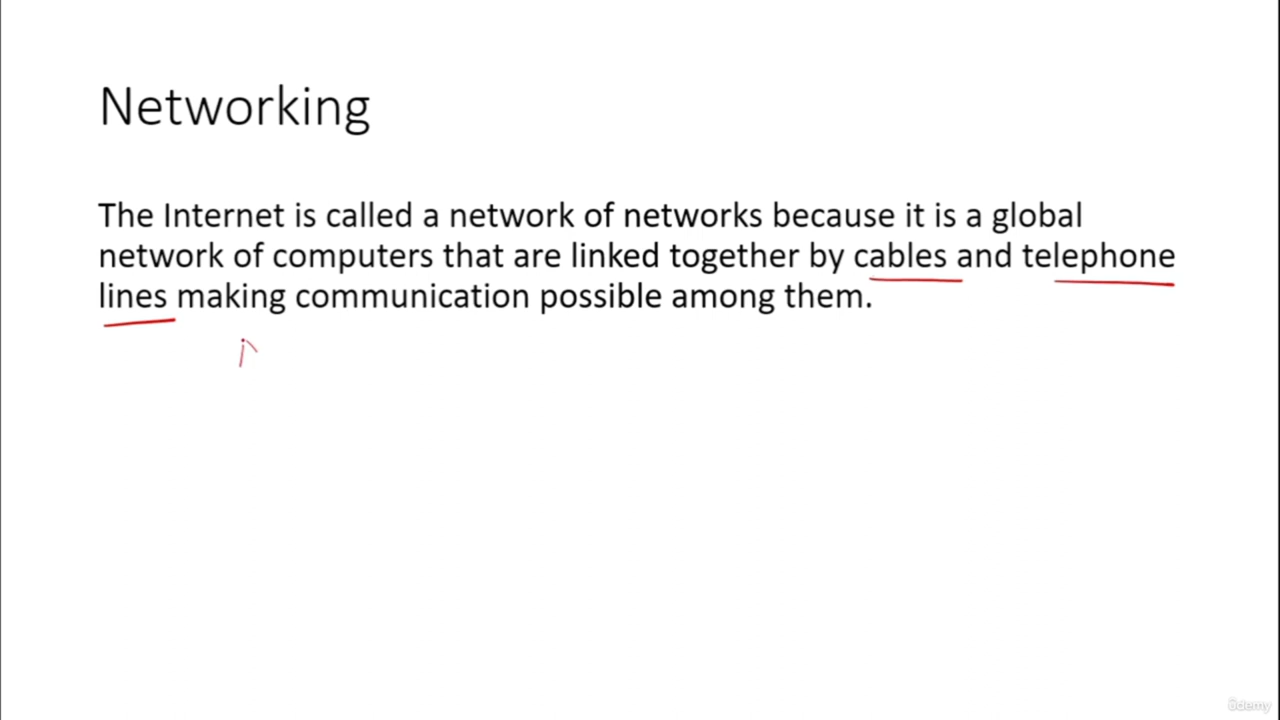 Networking
The Internet is called a network of networks because it is a global
network of computers that are linked together by cables and telephone
lines making communication possible among them.
ûdemy